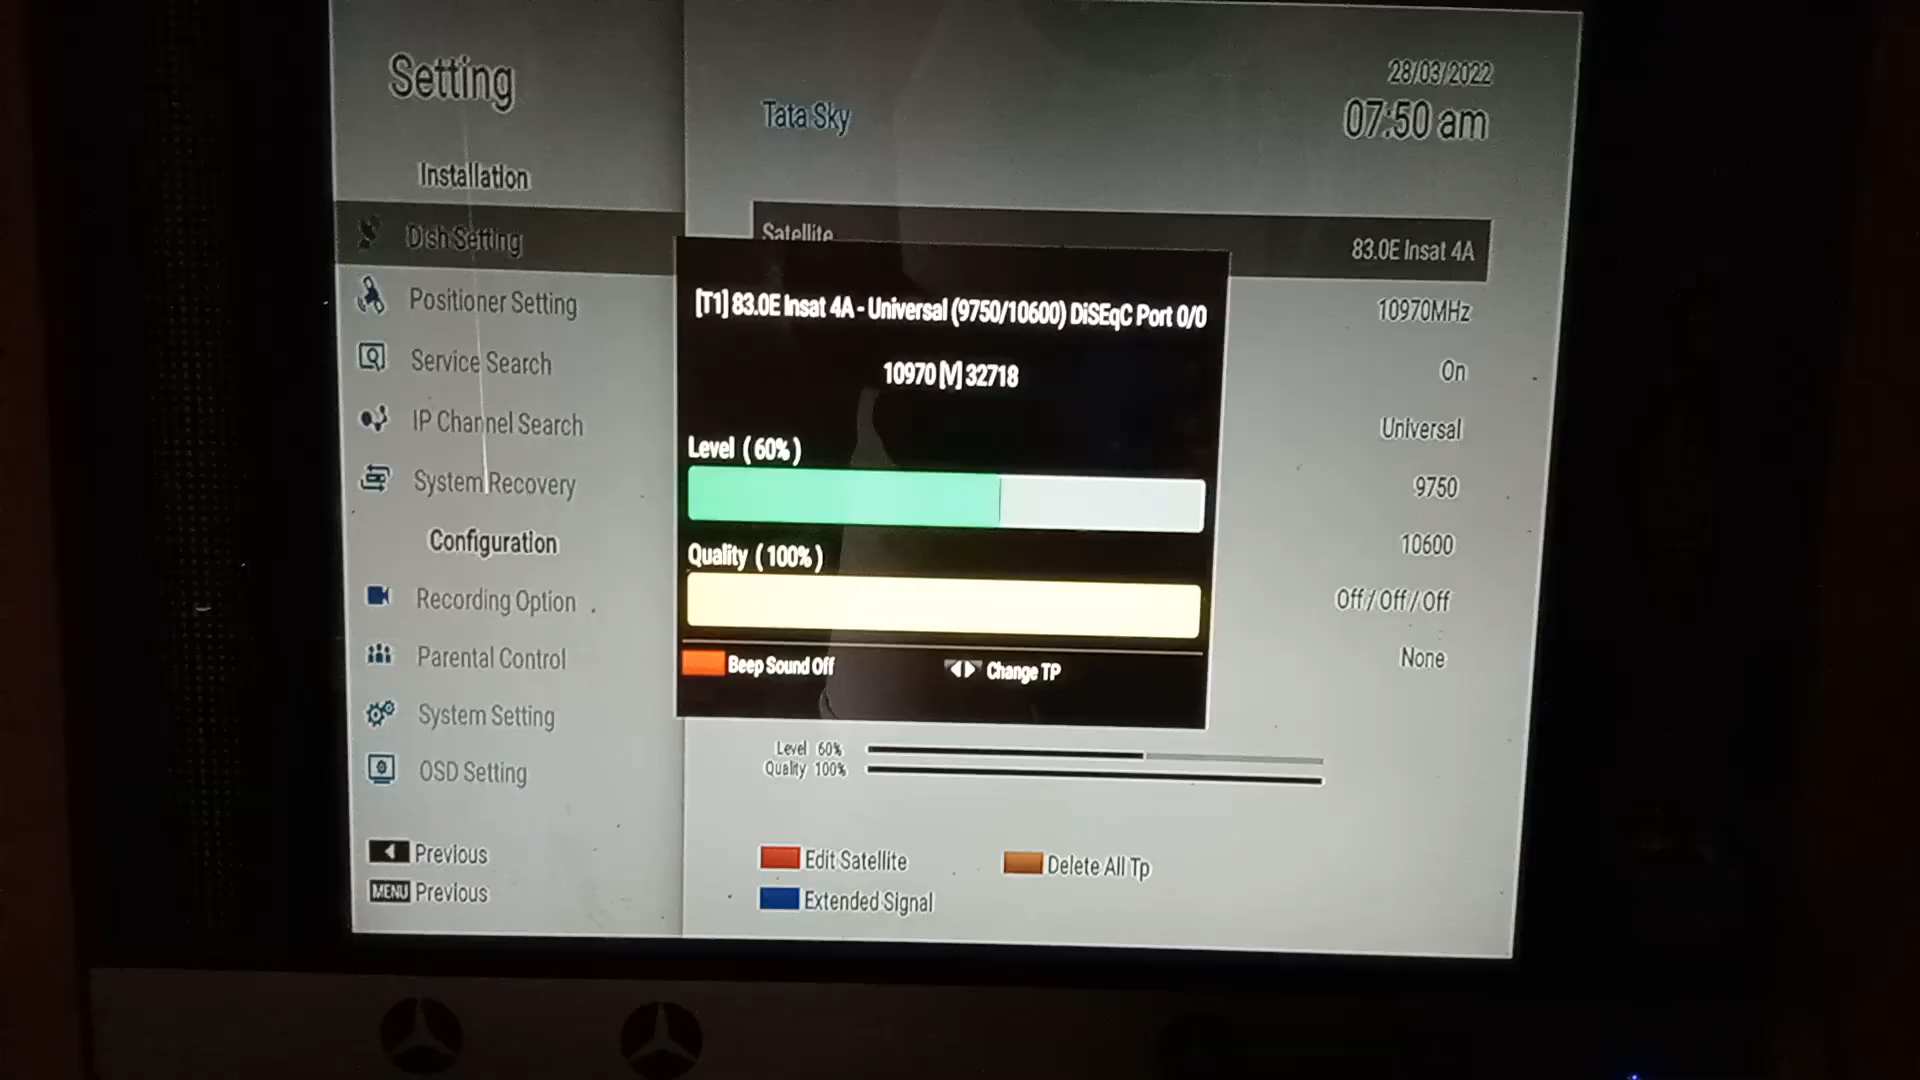 Setting
Installation
Dish Setting
Positioner Setting
Service Search
IP Channel Search
System Recovery
Configuration
Recording Option
Parental Control
System Setting
OSD Setting
Previous
MENU Previous
Tata Sky
28/03/2022
07:50 am
Satellite
83.0E Insat 4A
10970MHz
On
Universal
9750
10600
Off / Off / Off
None
[T1] 83.0E Insat 4A - Universal (9750/10600) DiSEqC Port 0/0
10970 [V] 32718
Level ( 60% )
Quality ( 100% )
Beep Sound Off
Change TP
Level 60%
Quality 100%
Edit Satellite
Delete All Tp
Extended Signal